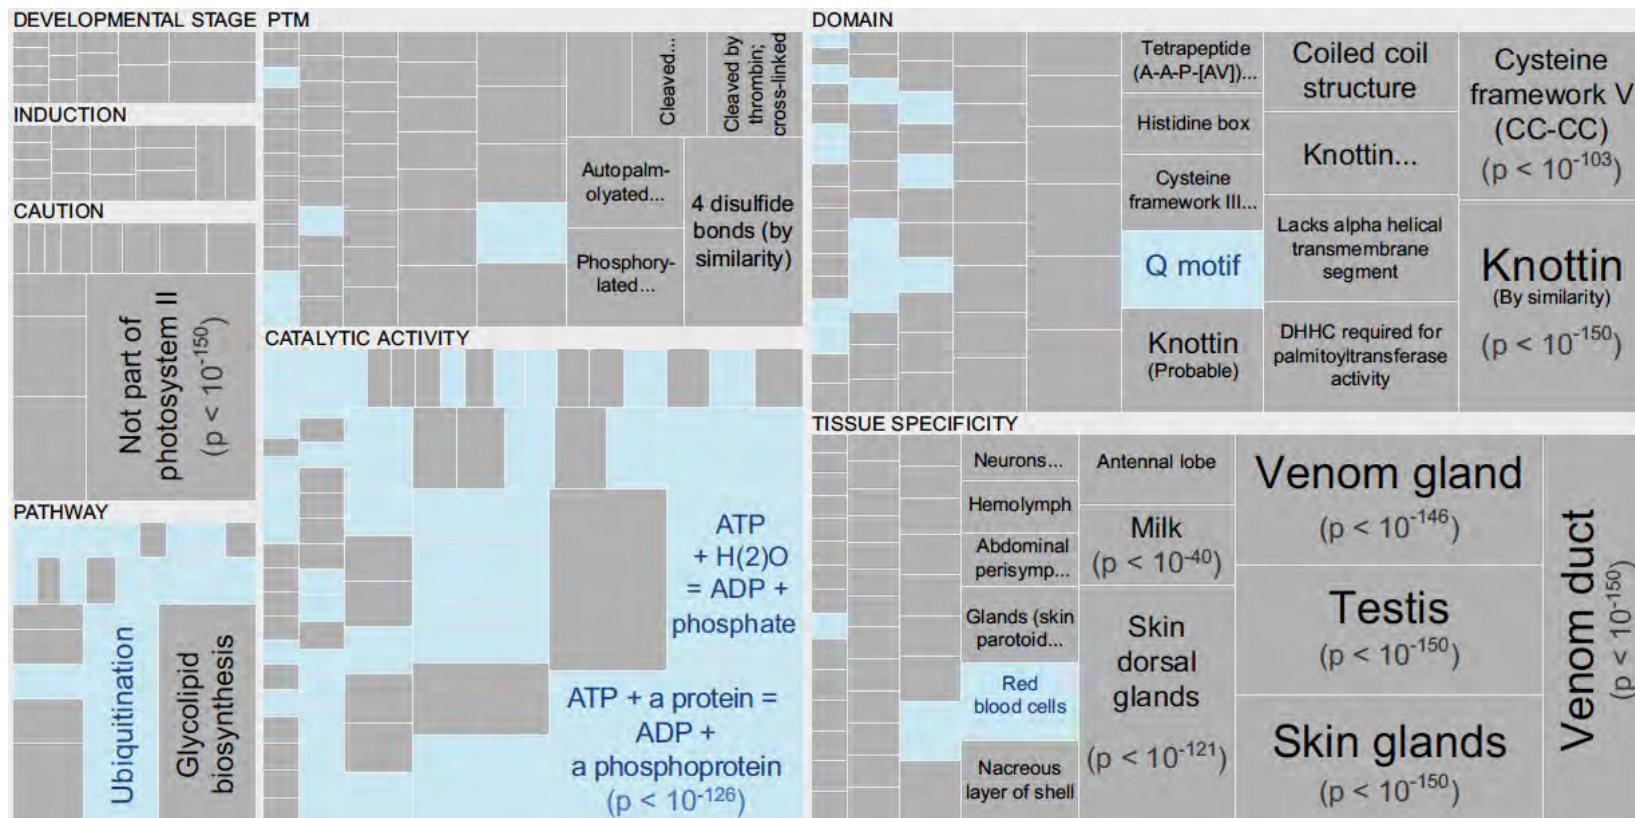 DEVELOPMENTAL STAGE
INDUCTION
CAUTION
Not part of
photosystem II
(p < 10-150)
PATHWAY
Ubiquitination
Glycolipid
biosynthesis
PTM
Cleaved...
Cleaved by
thrombin;
cross-linked
Autopalm-
olyated...
Phosphory-
lated...
4 disulfide
bonds (by
similarity)
CATALYTIC ACTIVITY
ATP
+ H(2)O
= ADP +
phosphate
ATP + a protein =
ADP +
a phosphoprotein
(p < 10-126)
DOMAIN
Tetrapeptide
(A-A-P-[AV])...
Histidine box
Cysteine
framework III...
Q motif
Knottin
(Probable)
Coiled coil
structure
Knottin...
Lacks alpha helical
transmembrane
segment
DHHC required for
palmitoyltransferase
activity
Cysteine
framework V
(CC-CC)
(p < 10-103)
Knottin
(By similarity)
(p < 10-150)
TISSUE SPECIFICITY
Neurons...
Hemolymph
Abdominal
perisymp...
Glands (skin
parotoid...
Red
blood cells
Nacreous
layer of shell
Antennal lobe
Milk
(p < 10-40)
Skin
dorsal
glands
(p < 10-121)
Venom gland
(p < 10-146)
Testis
(p < 10-150)
Skin glands
(p < 10-150)
Venom duct
(p < 10-150)